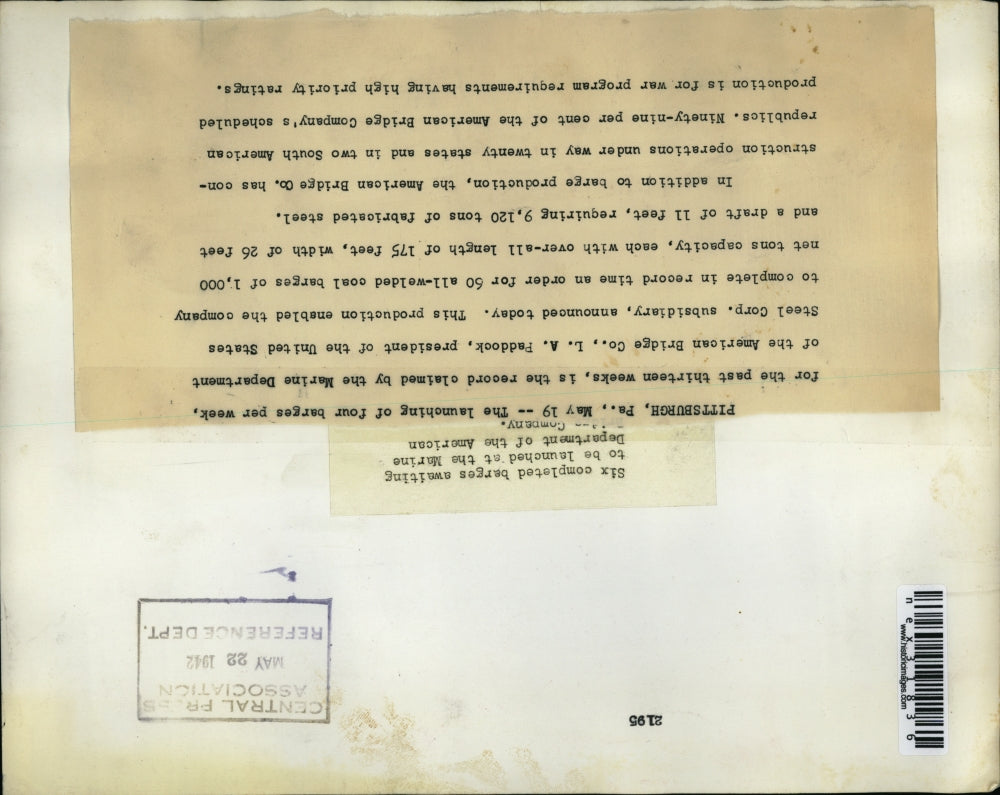 Six completed barges awaiting
to be launched at the Marine
Department of the American
Company.
PITTSBURGH, Pa., May 19 -- The launching of four barges per week,
for the past thirteen weeks, is the record claimed by the Marine Department
of the American Bridge Co., L. A. Paddock, president of the United States
Steel Corp. subsidiary, announced today. This production enabled the company
to complete in record time an order for 60 all-welded coal barges of 1,000
net tons capacity, each with over-all length of 175 feet, width of 26 feet
and a draft of 11 feet, requiring 9,120 tons of fabricated steel.
In addition to barge production, the American Bridge Co. has con-
struction operations under way in twenty states and in two South American
republics. Ninety-nine per cent of the American Bridge Company's scheduled
production is for war program requirements having high priority ratings.
2195
CENTRAL PRESS
ASSOCIATION
MAY 22 1942
REFERENCE DEPT.
www.historicimages.com
nex31836